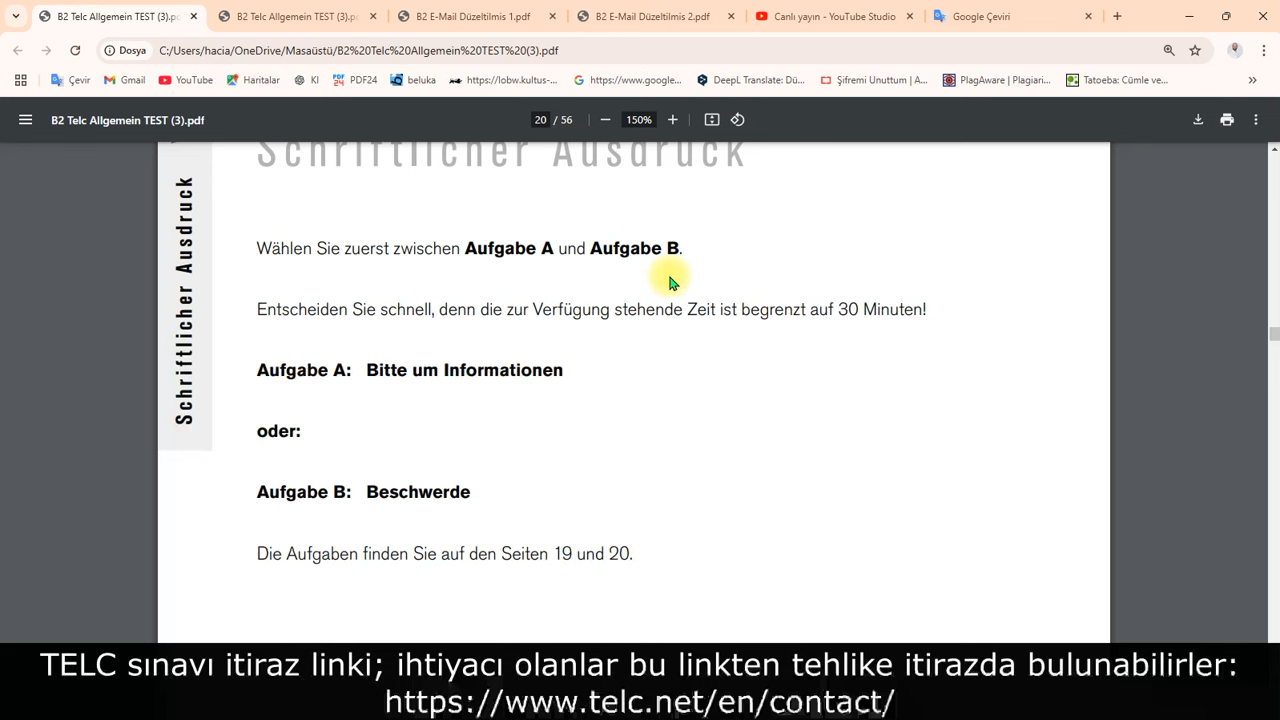 B2 Telc Allgemein TEST (3).pdf
B2 Telc Allgemein TEST (3).pd
B2 E-Mail Düzeltilmis 1.pdf
B2 E-Mail Düzeltilmis 2.pdf
Canlı yayın - YouTube Studio
Google Çeviri
Dosya
C:/Users/hacia/OneDrive/Masaüstü/B2%20Telc%20Allgemein%20TEST%20(3).pdf
Çevir
Gmail
YouTube
Haritalar
KI
PDF24
beluka
https://lobw.kultus-...
https://www.google...
DeepL Translate: Dü...
Şifremi Unuttum | A...
PlagAware | Plagiari...
Tatoeba: Cümle ve...
B2 Telc Allgemein TEST (3).pdf
20 / 56
150%
Schriftlicher Ausdruck
Schriftlicher Ausdruck
Wählen Sie zuerst zwischen Aufgabe A und Aufgabe B.
Entscheiden Sie schnell, denn die zur Verfügung stehende Zeit ist begrenzt auf 30 Minuten!
Aufgabe A: Bitte um Informationen
oder:
Aufgabe B: Beschwerde
Die Aufgaben finden Sie auf den Seiten 19 und 20.
TELC sınavı itiraz linki; ihtiyacı olanlar bu linkten tehlike itirazda bulunabilirler:
https://www.telc.net/en/contact/